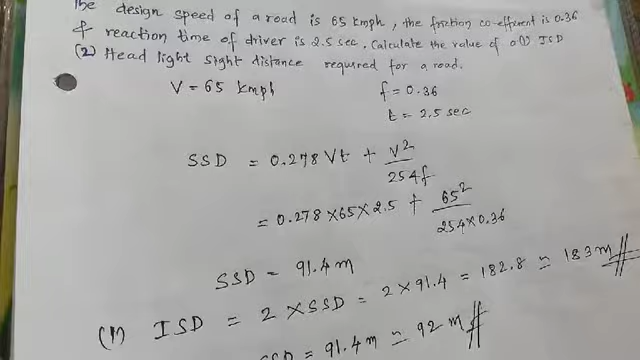 The design speed of a road is 65 kmph, the friction co-efficient is 0.36
& reaction time of driver is 2.5 sec. Calculate the value of a(1) ISD
(2) Head light sight distance required for a road.
V = 65 kmph f = 0.36
t = 2.5 sec
SSD = 0.278 Vt + V²/254f
= 0.278×65×2.5 + 65²/254×0.36
SSD = 91.4 m
(1) ISD = 2 × SSD = 2 × 91.4 = 182.8 ≃ 183 m
SSD = 91.4 m ≃ 92 m